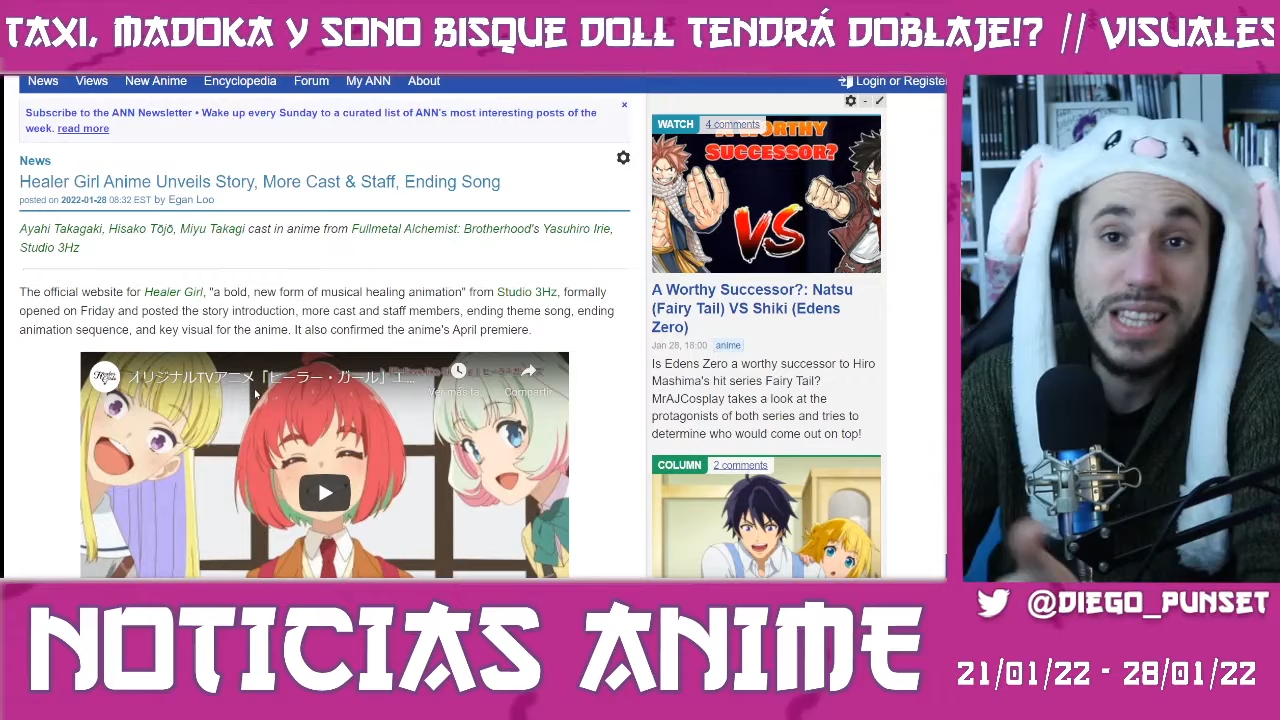 TAXI, MADOKA Y SONO BISQUE DOLL TENDRÁ DOBLAJE!? // VISUALES
News Views New Anime Encyclopedia Forum My ANN About
Login or Register
Subscribe to the ANN Newsletter • Wake up every Sunday to a curated list of ANN's most interesting posts of the
week. read more
×
News
Healer Girl Anime Unveils Story, More Cast & Staff, Ending Song
posted on 2022-01-28 08:32 EST by Egan Loo
Ayahi Takagaki, Hisako Tōjō, Miyu Takagi cast in anime from Fullmetal Alchemist: Brotherhood's Yasuhiro Irie,
Studio 3Hz
The official website for Healer Girl, "a bold, new form of musical healing animation" from Studio 3Hz, formally
opened on Friday and posted the story introduction, more cast and staff members, ending theme song, ending
animation sequence, and key visual for the anime. It also confirmed the anime's April premiere.
オリジナルTVアニメ「ヒーラー・ガール」エ...
Ver más ta...
Compartir
WATCH 4 comments
A WORTHY
SUCCESSOR?
VS
A Worthy Successor?: Natsu
(Fairy Tail) VS Shiki (Edens
Zero)
Jan 28, 18:00 anime
Is Edens Zero a worthy successor to Hiro
Mashima's hit series Fairy Tail?
MrAJCosplay takes a look at the
protagonists of both series and tries to
determine who would come out on top!
COLUMN 2 comments
NOTICIAS ANIME
@DIEGO_PUNSET
21/01/22 - 28/01/22